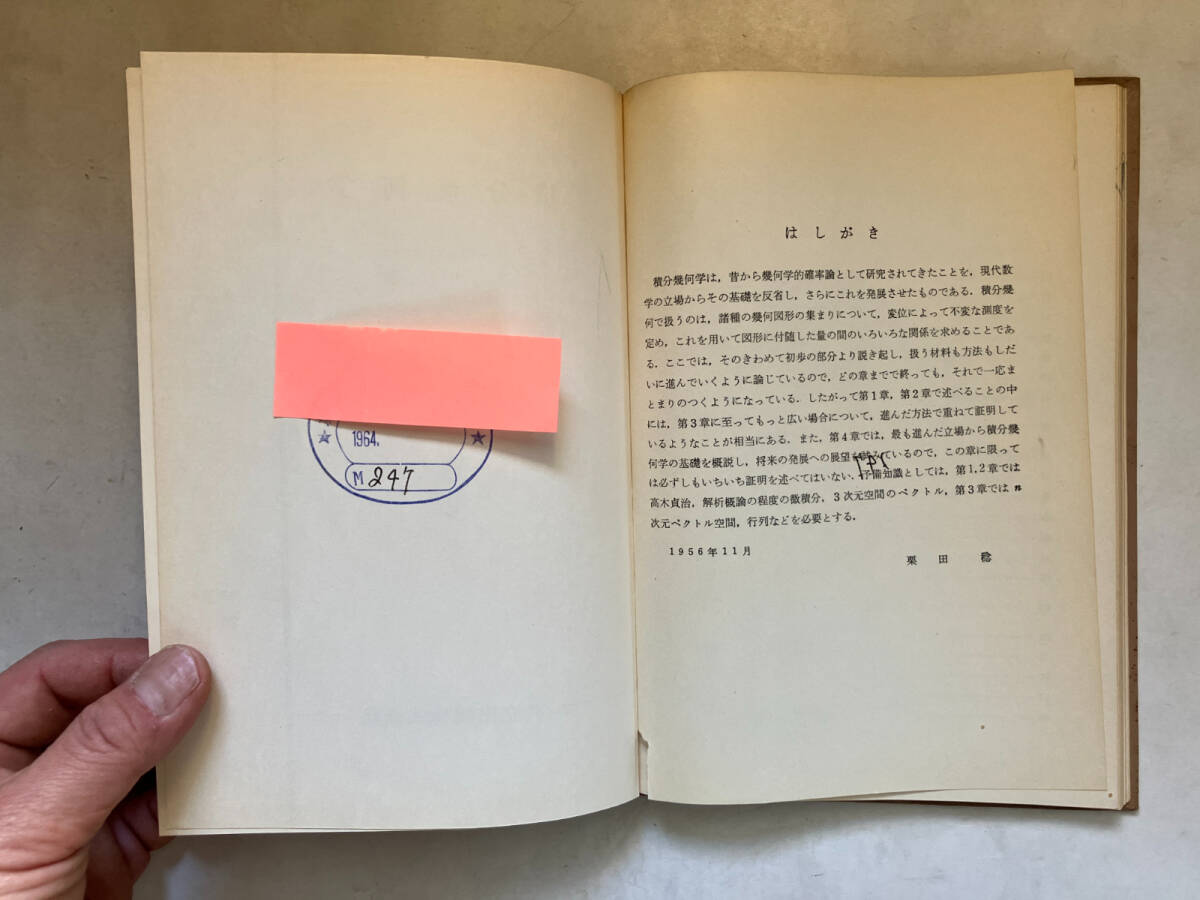 1964.
M 247
はしがき
積分幾何学は，昔から幾何学的確率論として研究されてきたことを，現代数
学の立場からその基礎を反省し，さらにこれを発展させたものである．積分幾
何で扱うのは，諸種の幾何図形の集まりについて，変位によって不変な測度を
定め，これを用いて図形に付随した量の間のいろいろな関係を求めることであ
る．ここでは，そのきわめて初歩の部分より説き起し，扱う材料も方法もしだ
いに進んでいくように論じているので，どの章までで終っても，それで一応ま
とまりのつくようになっている．したがって第1章，第2章で述べることの中
には，第3章に至ってもっと広い場合について，進んだ方法で重ねて証明して
いるようなことが相当にある．また，第4章では，最も進んだ立場から積分幾
何学の基礎を概説し，将来の発展への展望を試みているので，この章に限って
は必ずしもいちいち証明を述べてはいない．予備知識としては，第1,2章では
高木貞治，解析概論の程度の微積分，3次元空間のベクトル，第3章では n
次元ベクトル空間，行列などを必要とする．
1956年11月
栗田 稔